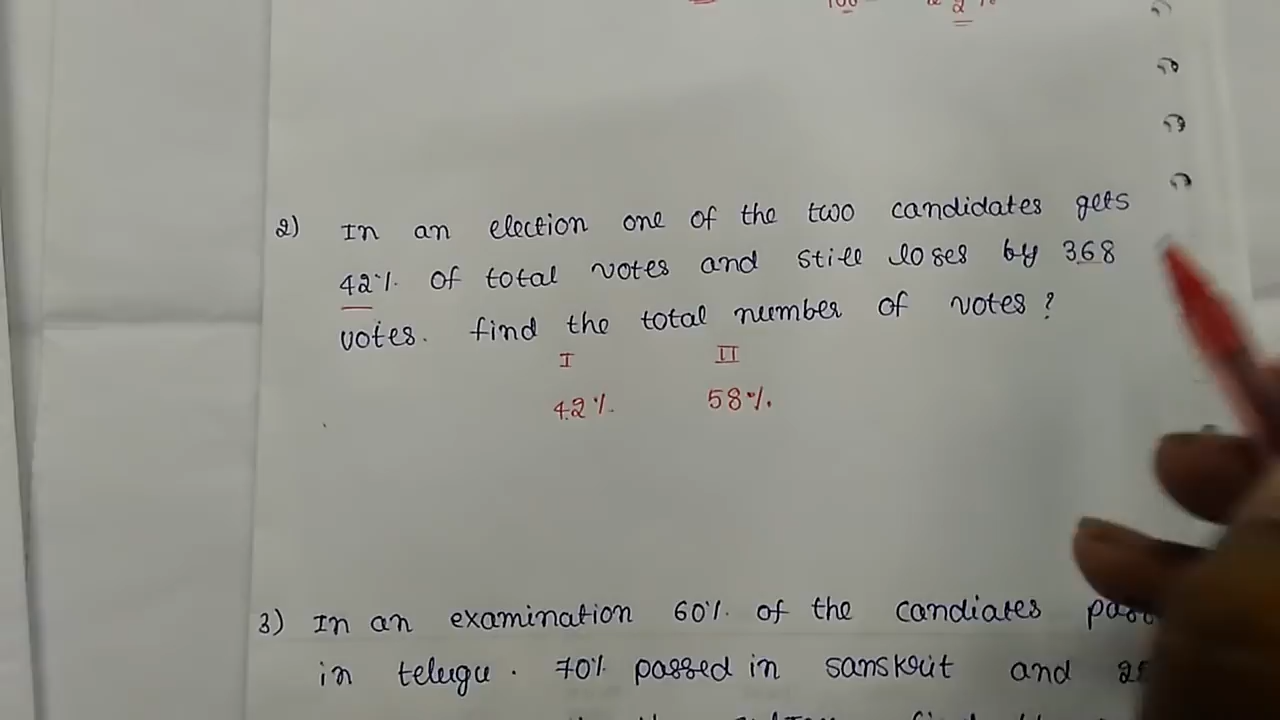 2) In an election one of the two candidates gets
42% of total votes and still loses by 368
votes. find the total number of votes?
I II
42% 58%
3) In an examination 60% of the candiates
in telugu. 70% passed in sanskrit and